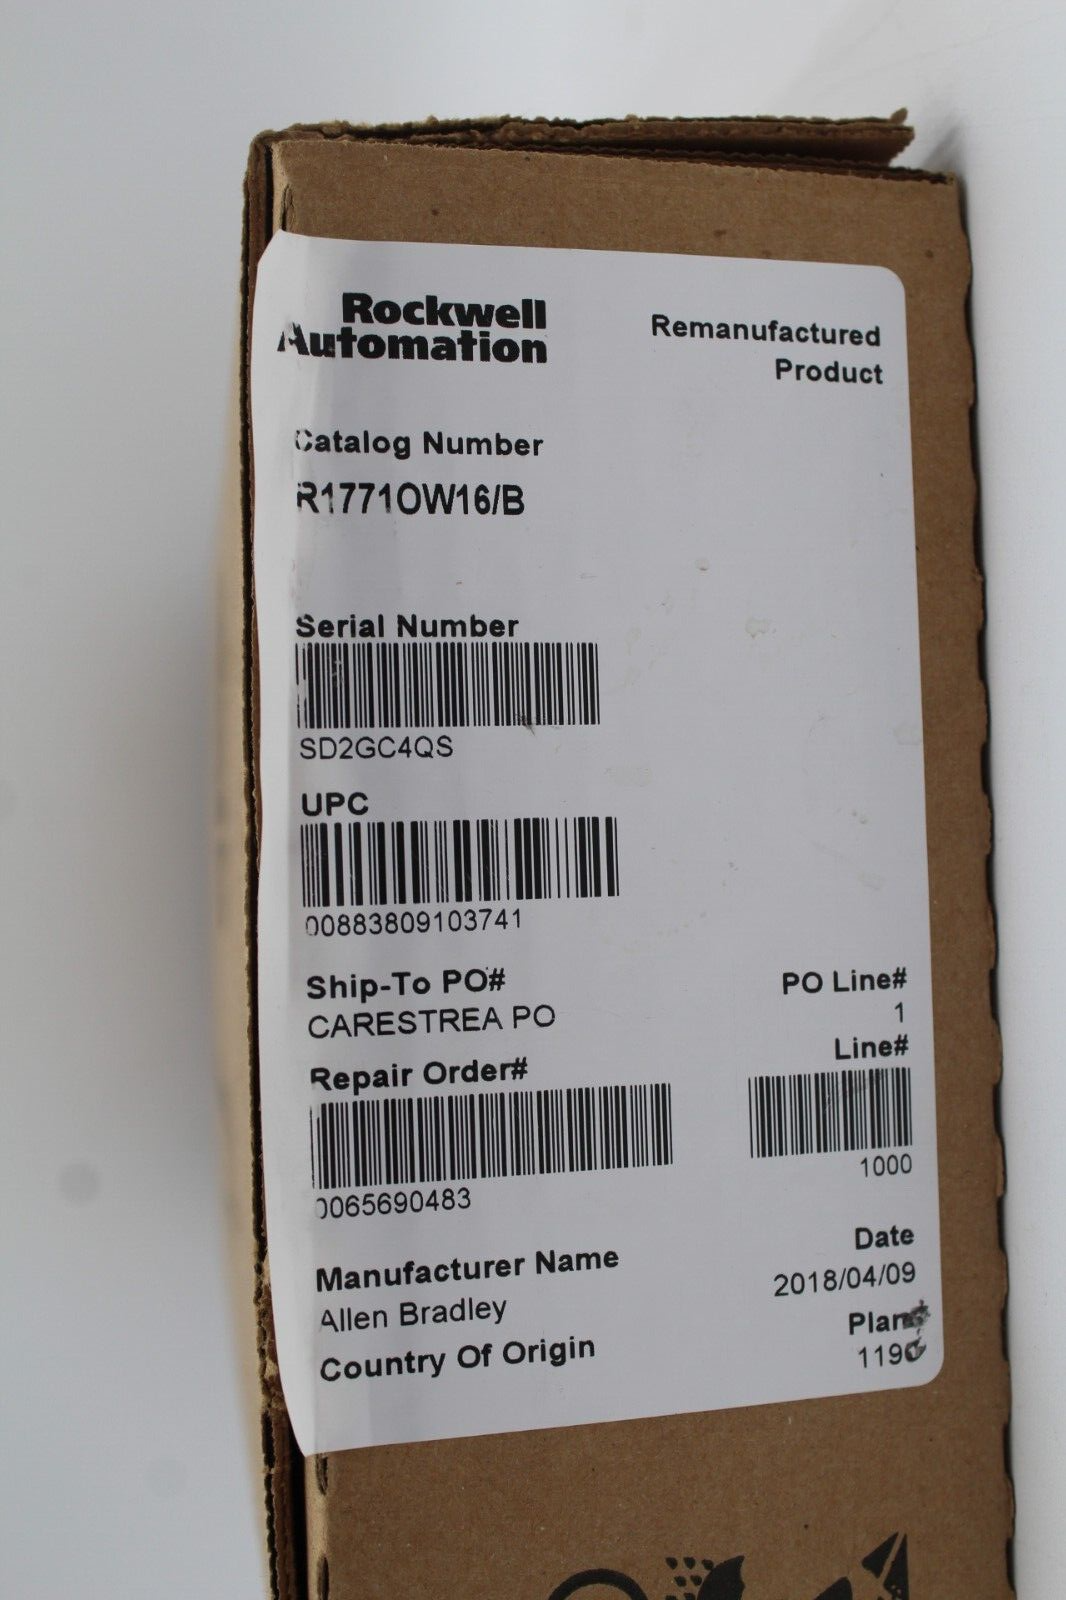 Rockwell
Automation
Remanufactured
Product
Catalog Number
R1771OW16/B
Serial Number
SD2GC4QS
UPC
00883809103741
Ship-To PO#
CARESTREA PO
PO Line#
1
Repair Order#
0065690483
Line#
1000
Manufacturer Name
Allen Bradley
Date
2018/04/09
Country Of Origin
Plant